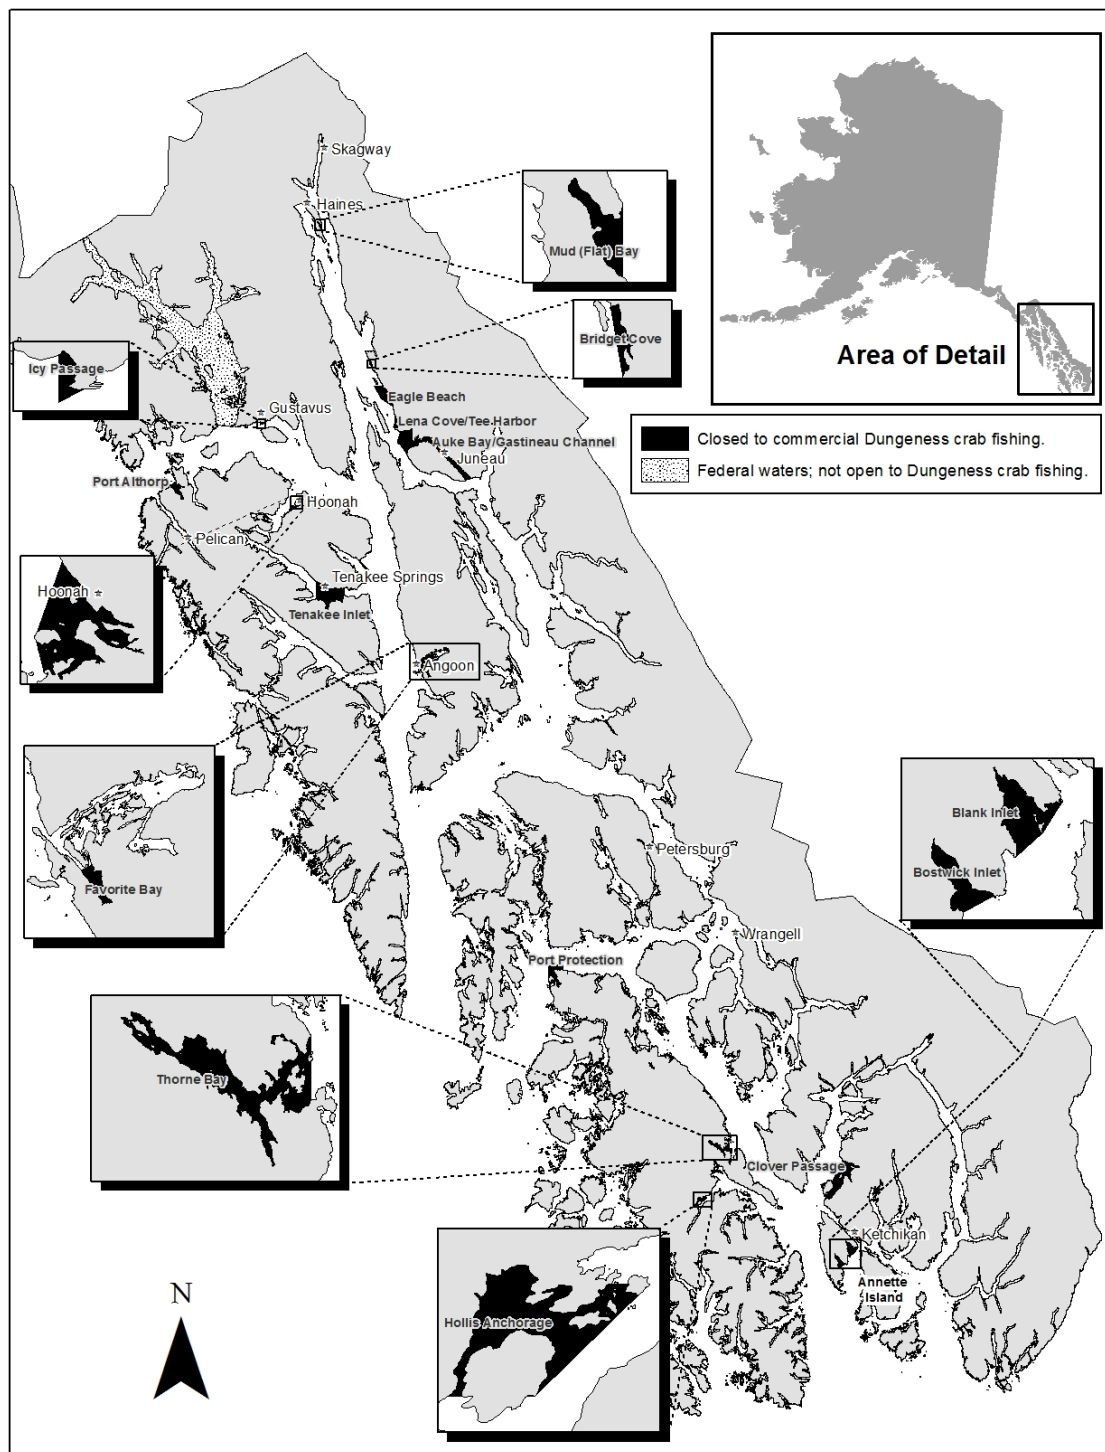 Skagway
Haines
Mud (Flat) Bay
Bridget Cove
Area of Detail
Icy Passage
Gustavus
Eagle Beach
Lena Cove/Tee Harbor
Auke Bay/Gastineau Channel
Juneau
Closed to commercial Dungeness crab fishing.
Federal waters; not open to Dungeness crab fishing.
Port Althorp
Hoonah
Pelican
Hoonah
Tenakee Springs
Tenakee Inlet
Angoon
Favorite Bay
Blank Inlet
Bostwick Inlet
Petersburg
Wrangell
Port Protection
Thorne Bay
Clover Passage
Ketchikan
Annette
Island
Hollis Anchorage
N